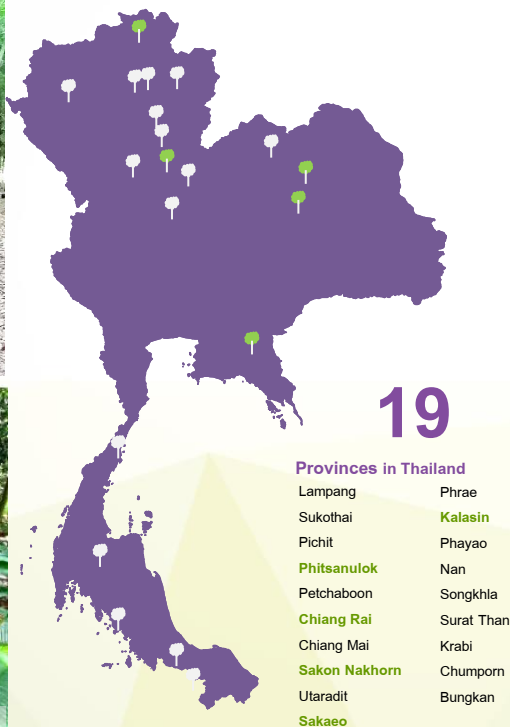 19
Provinces in Thailand
Lampang
Sukothai
Pichit
Phitsanulok
Petchaboon
Chiang Rai
Chiang Mai
Sakon Nakhorn
Utaradit
Sakaeo
Phrae
Kalasin
Phayao
Nan
Songkhla
Surat Than
Krabi
Chumporn
Bungkan